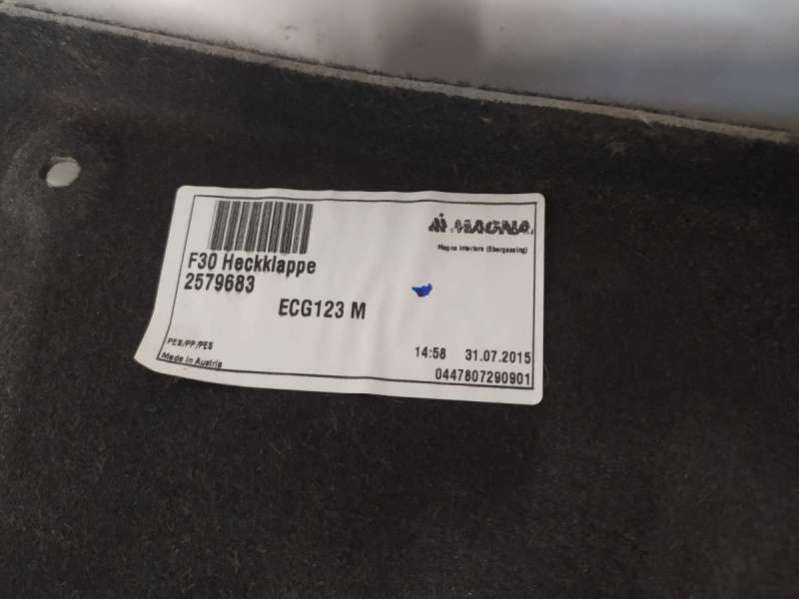 MAGNA
Magna Interiors (Ebergassing)
F30 Heckklappe
2579683
ECG123 M
PES/PP/PES
Made in Austria
14:58 31.07.2015
0447807290901